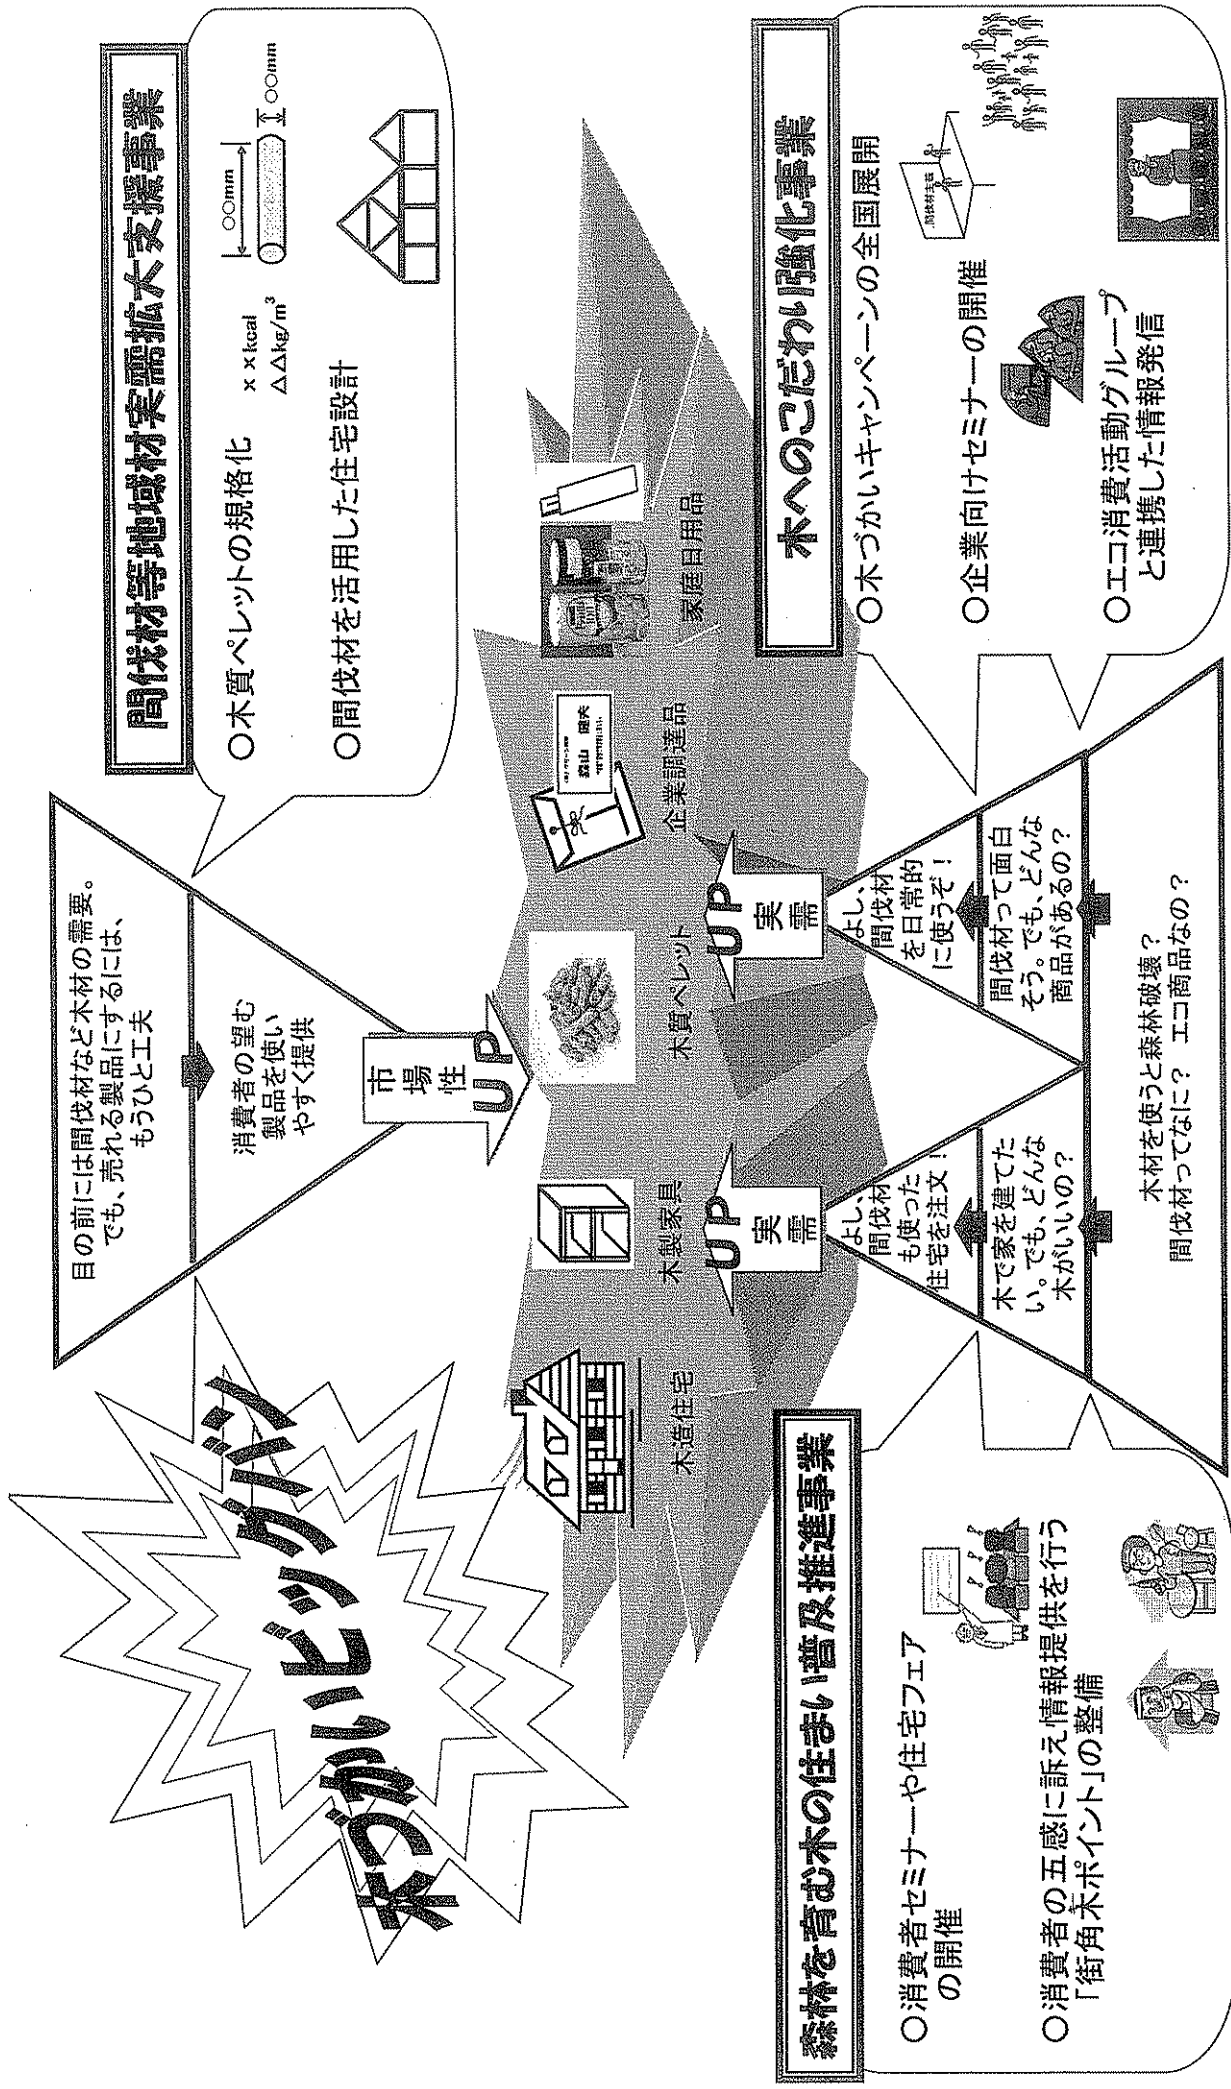 木づかいビッグバン
目の前には間伐材など木材の需要。
でも、売れる製品にするには、
もうひと工夫
消費者の望む
製品を使い
やすく提供
市場性
UP
間伐材等地域材実需拡大支援事業
○木質ペレットの規格化
××kcal
△△kg/m³
○○mm
○○mm
○間伐材を活用した住宅設計
木造住宅
木製家具
木質ペレット
企業調達品
森山 健夫
家庭日用品
森林を育む木の住まい普及推進事業
○消費者セミナーや住宅フェア
の開催
○消費者の五感に訴え情報提供を行う
「街角木ポイント」の整備
UP
実需
よし、
間伐材
も使った
住宅を注文！
木で家を建てた
い。でも、どんな
木がいいの？
UP
実需
よし、
間伐材
を日常的
に使うぞ！
間伐材って面白
そう。でも、どんな
商品があるの？
木材を使うと森林破壊？
間伐材ってなに？ エコ商品なの？
木へのこだわり強化事業
○木づかいキャンペーンの全国展開
○企業向けセミナーの開催
○エコ消費活動グループ
と連携した情報発信